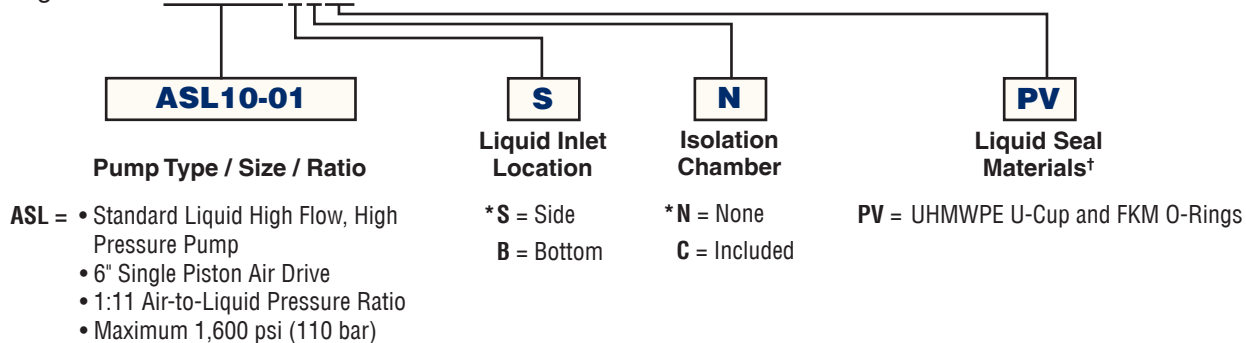 ASL10-01
S
N
PV
Pump Type / Size / Ratio
Liquid Inlet
Location
Isolation
Chamber
Liquid Seal
Materials†
ASL = • Standard Liquid High Flow, High
Pressure Pump
• 6" Single Piston Air Drive
• 1:11 Air-to-Liquid Pressure Ratio
• Maximum 1,600 psi (110 bar)
*S = Side
B = Bottom
*N = None
C = Included
PV = UHMWPE U-Cup and FKM O-Rings